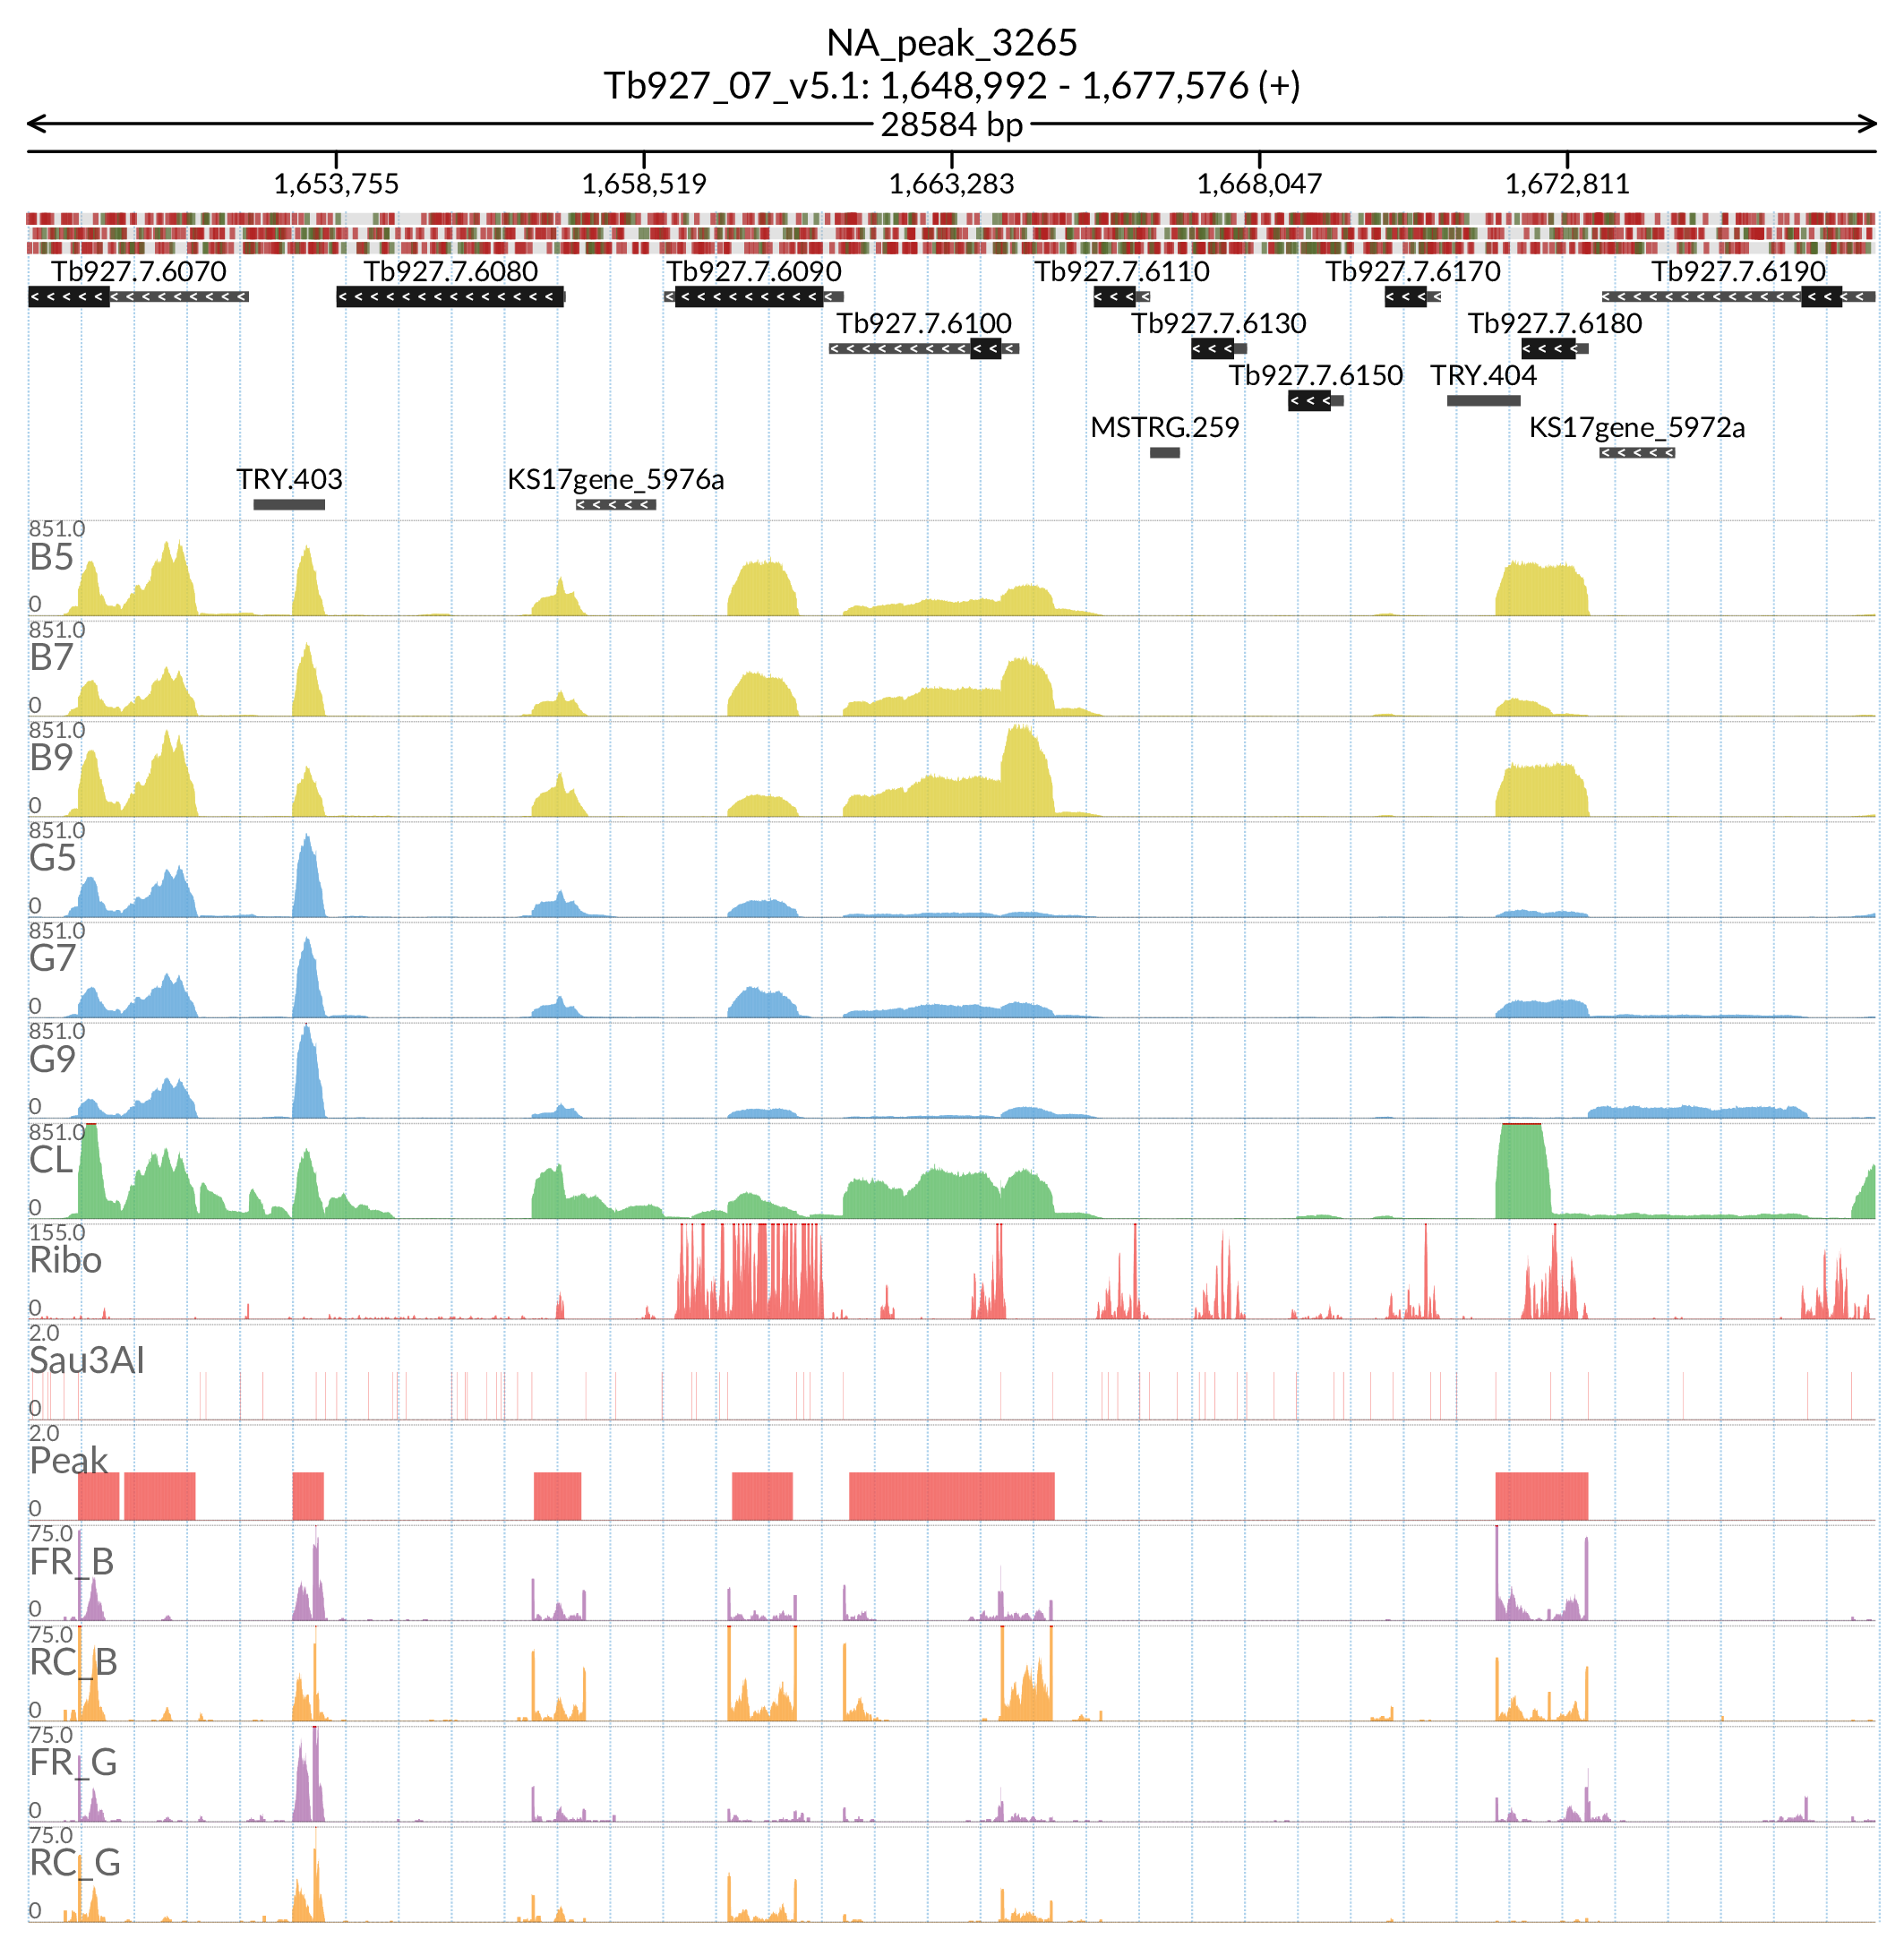 NA_peak_3265
Tb927_07_v5.1: 1,648,992 - 1,677,576 (+)
28584 bp
1,653,755 1,658,519 1,663,283 1,668,047 1,672,811
Tb927.7.6070 Tb927.7.6080 Tb927.7.6090 Tb927.7.6110 Tb927.7.6170 Tb927.7.6190
Tb927.7.6100 Tb927.7.6130 Tb927.7.6180
Tb927.7.6150 TRY.404
MSTRG.259 KS17gene_5972a
TRY.403 KS17gene_5976a
851.0
B5
0
851.0
B7
0
851.0
B9
0
851.0
G5
0
851.0
G7
0
851.0
G9
0
851.0
CL
0
155.0
Ribo
0
2.0
Sau3AI
0
2.0
Peak
0
75.0
FR_B
0
75.0
RC_B
0
75.0
FR_G
0
75.0
RC_G
0